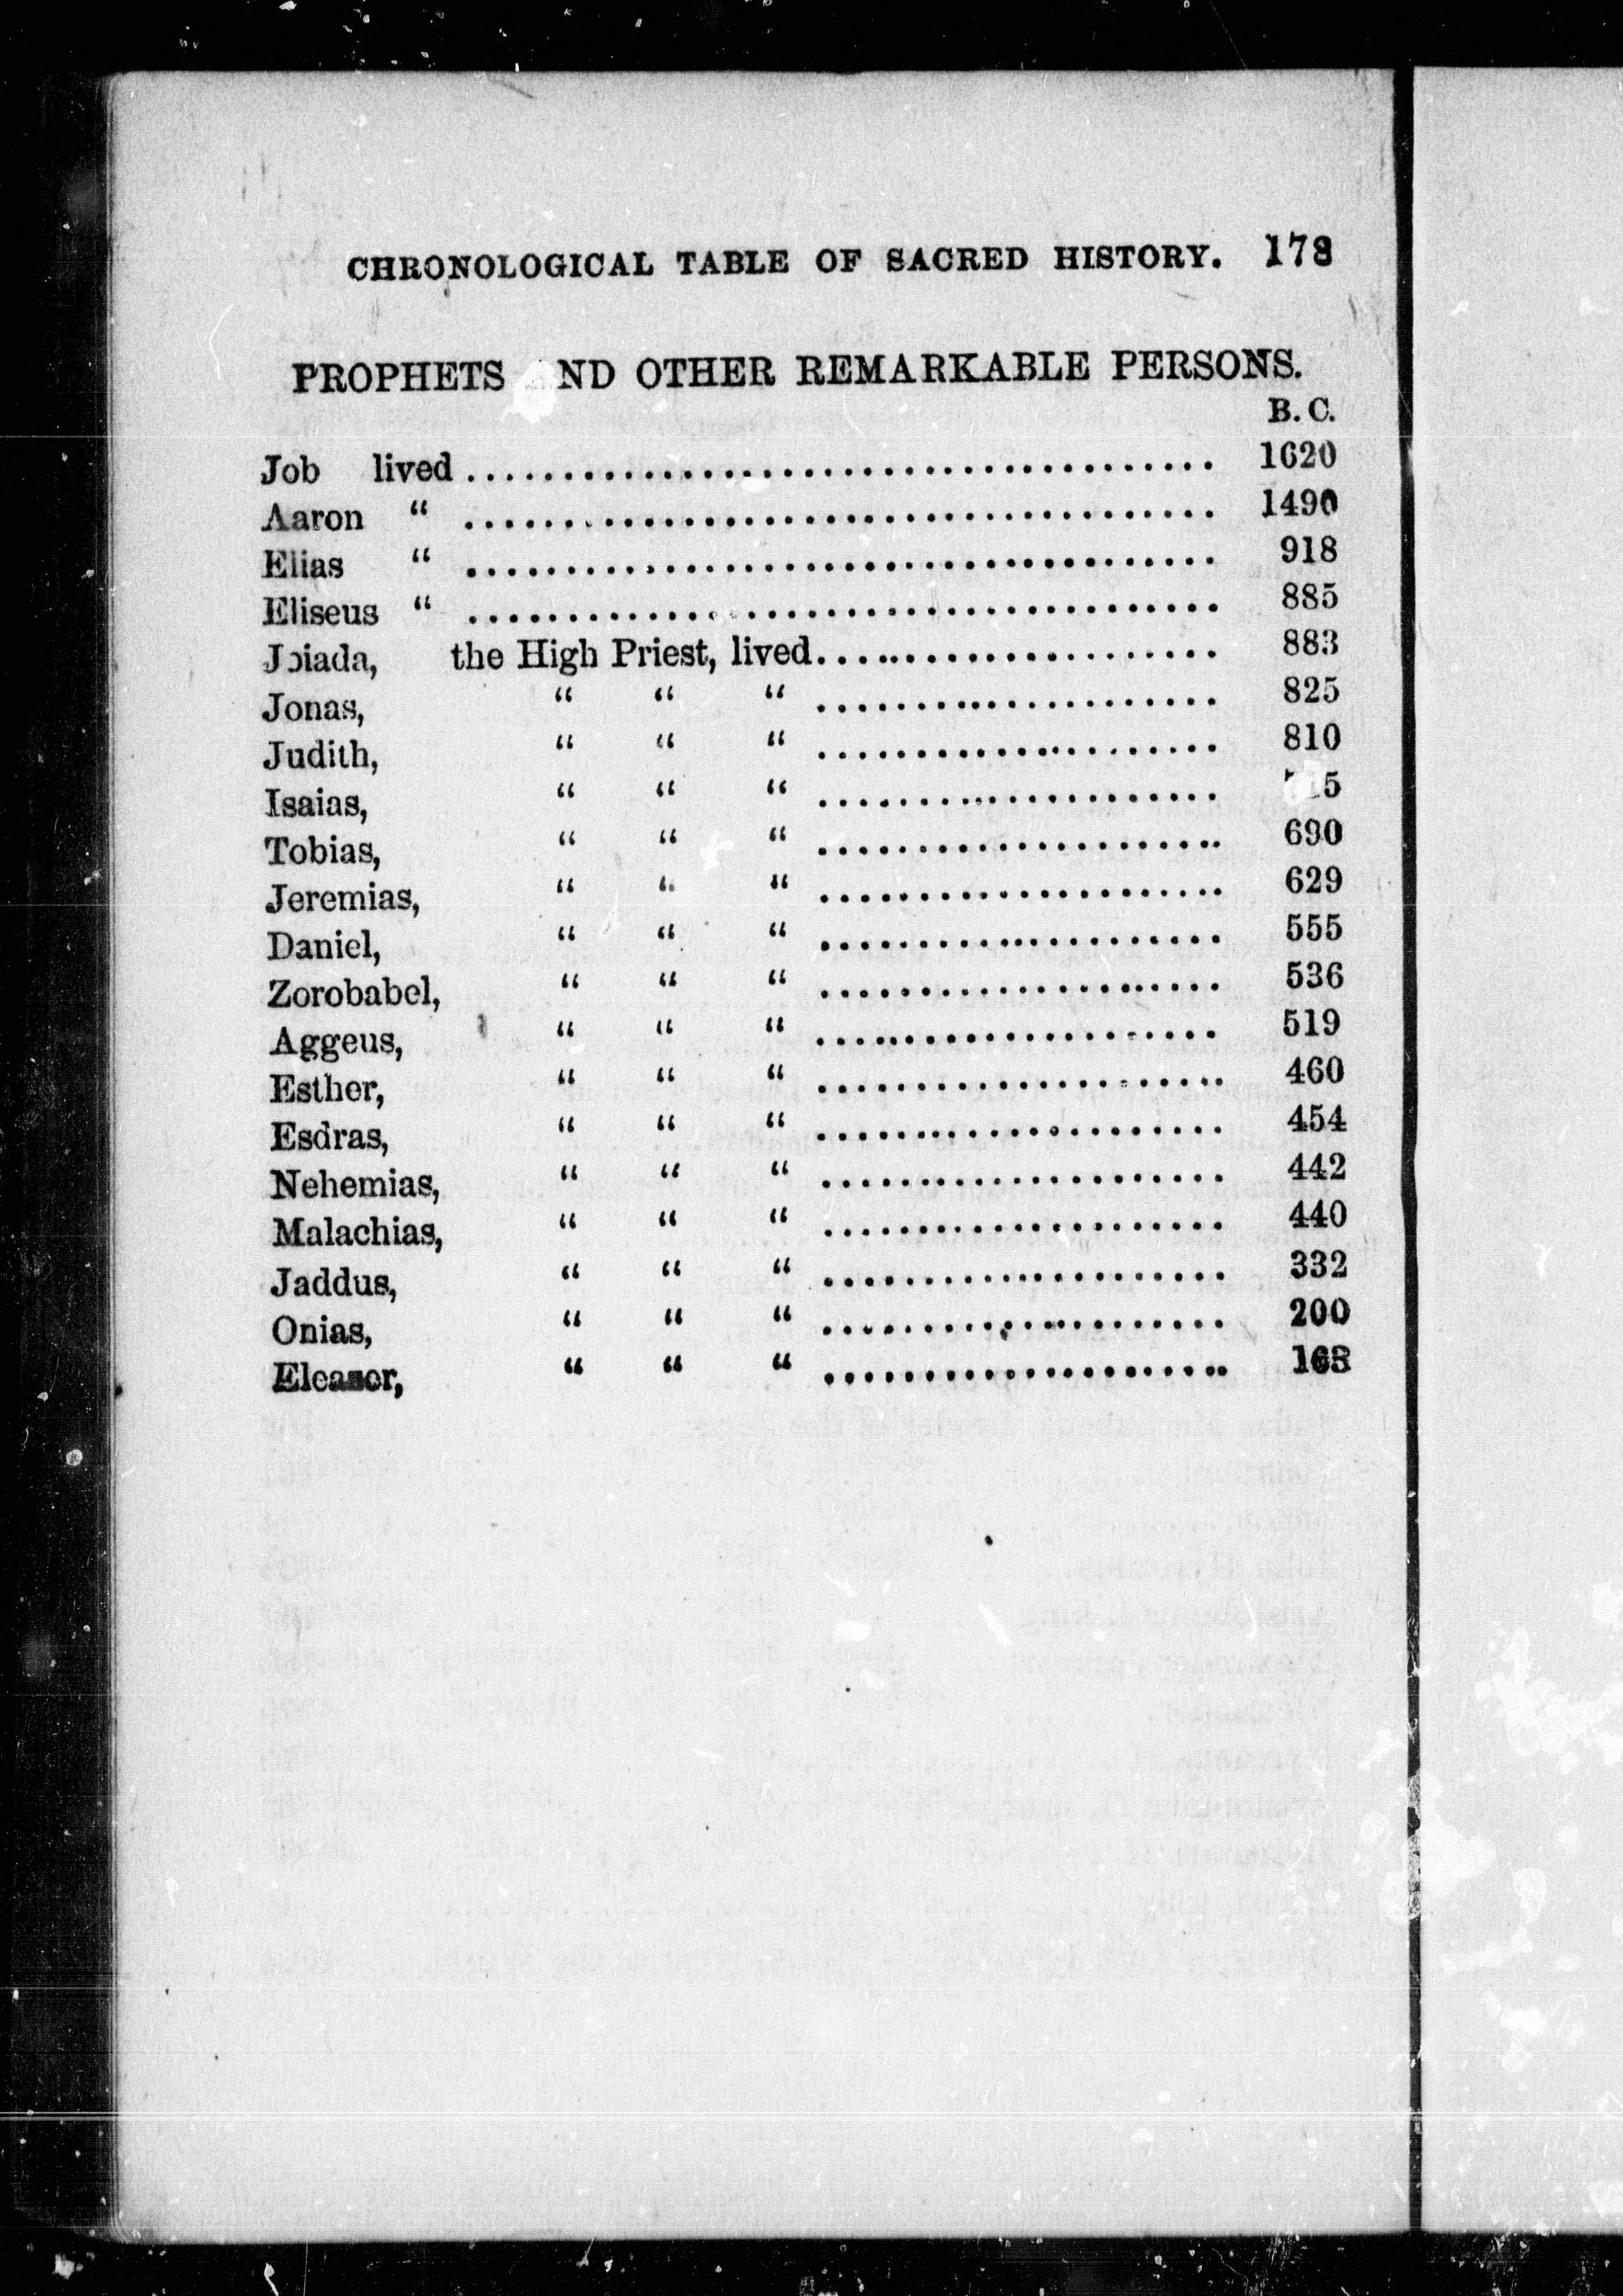 CHRONOLOGICAL TABLE OF SACRED HISTORY. 173
PROPHETS AND OTHER REMARKABLE PERSONS.
B. C.
Job lived ........................................ 1620
Aaron “ ........................................ 1490
Elias “ ........................................ 918
Eliseus “ ........................................ 885
Joiada, the High Priest, lived..................... 883
Jonas, “ “ “ ..................... 825
Judith, “ “ “ ..................... 810
Isaias, “ “ “ .....................
Tobias, “ “ “ ..................... 690
Jeremias, “ “ “ ..................... 629
Daniel, “ “ “ ..................... 555
Zorobabel, “ “ “ ..................... 536
Aggeus, “ “ “ ..................... 519
Esther, “ “ “ ..................... 460
Esdras, “ “ “ ..................... 454
Nehemias, “ “ “ ..................... 442
Malachias, “ “ “ ..................... 440
Jaddus, “ “ “ ..................... 332
Onias, “ “ “ ..................... 200
“ “ “ ..................... 168